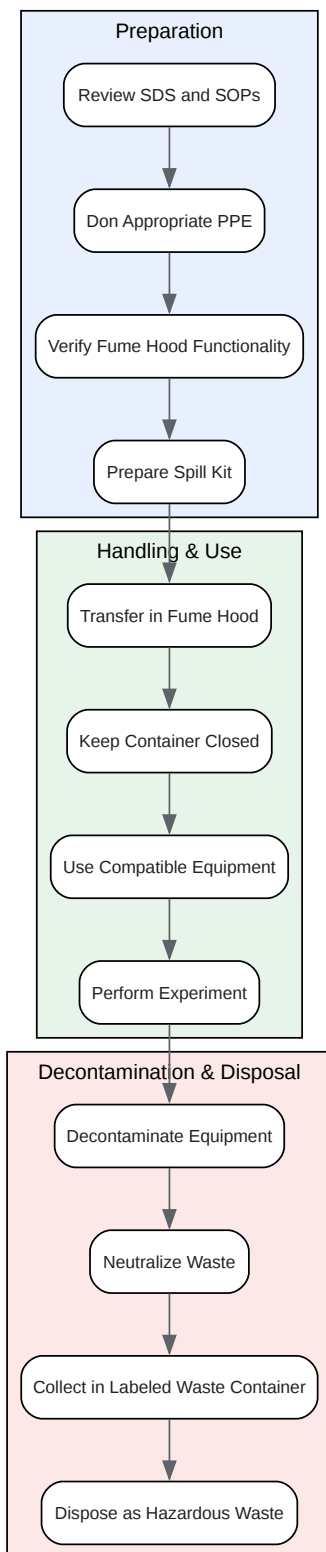 Preparation
Review SDS and SOPs
Don Appropriate PPE
Verify Fume Hood Functionality
Prepare Spill Kit
Handling & Use
Transfer in Fume Hood
Keep Container Closed
Use Compatible Equipment
Perform Experiment
Decontamination & Disposal
Decontaminate Equipment
Neutralize Waste
Collect in Labeled Waste Container
Dispose as Hazardous Waste